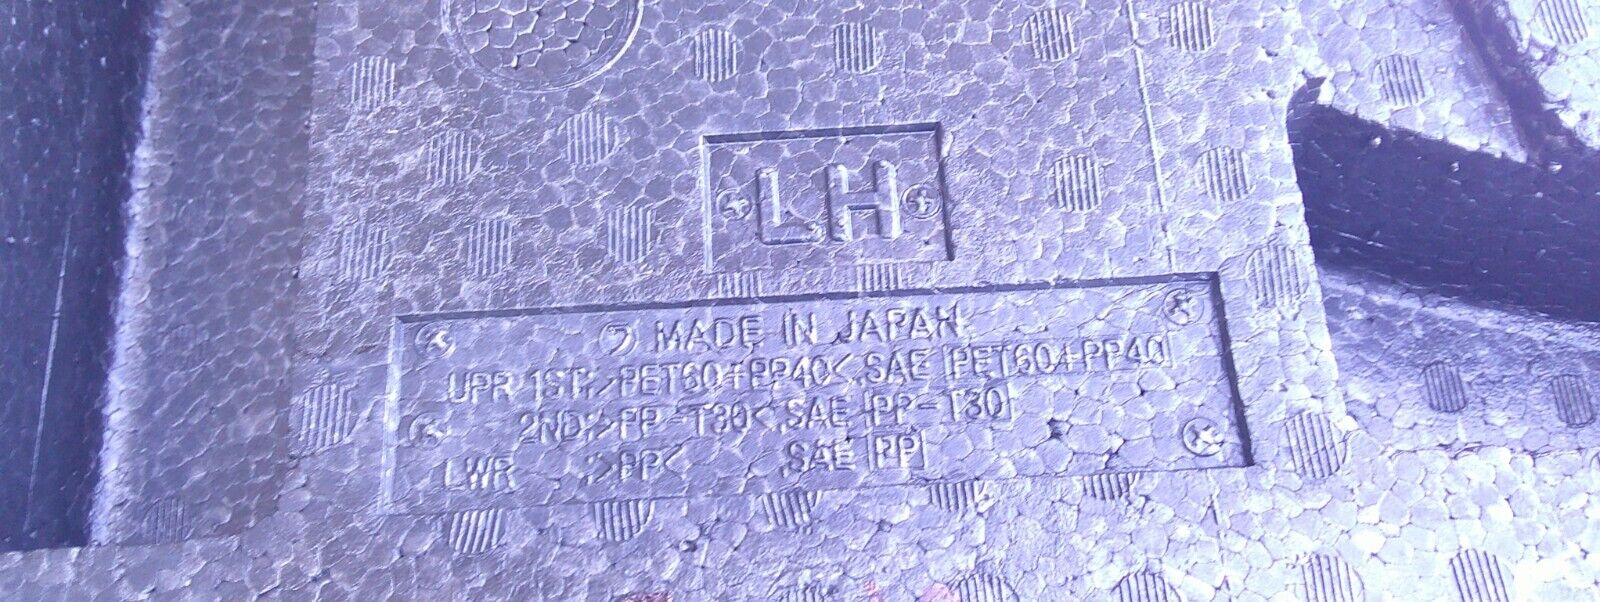 LH
MADE IN JAPAN
UPR 1ST:>PET60+PP40<,SAE PET60+PP40
2ND:>PP-T30<,SAE PP-T30
LWR :>PP< SAE PP